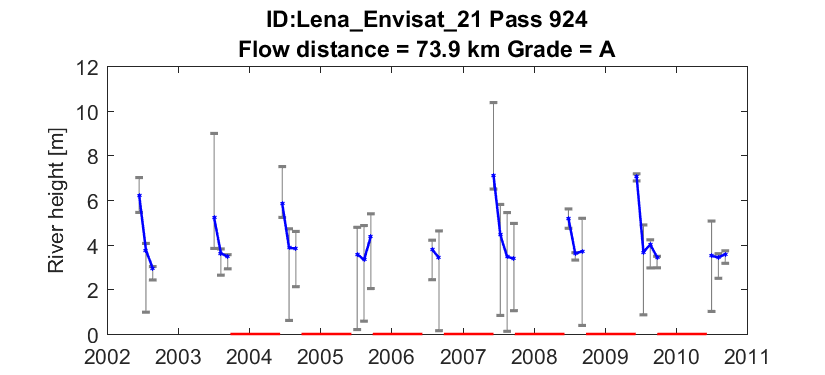 ID:Lena_Envisat_21 Pass 924
Flow distance = 73.9 km Grade = A
River height [m]
12
10
8
6
4
2
0
2002 2003 2004 2005 2006 2007 2008 2009 2010 2011